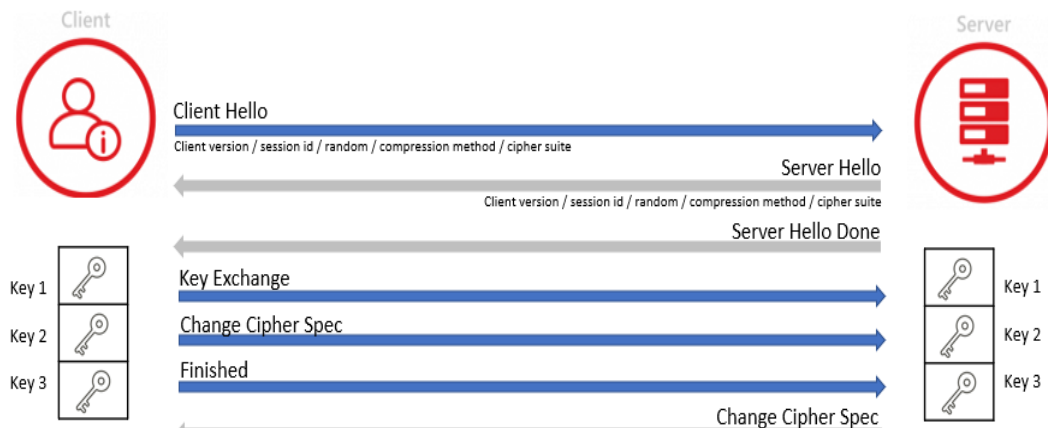 Client
Server
Client Hello
Client version / session id / random / compression method / cipher suite
Server Hello
Client version / session id / random / compression method / cipher suite
Server Hello Done
Key Exchange
Key 1
Key 1
Change Cipher Spec
Key 2
Key 2
Finished
Key 3
Key 3
Change Cipher Spec